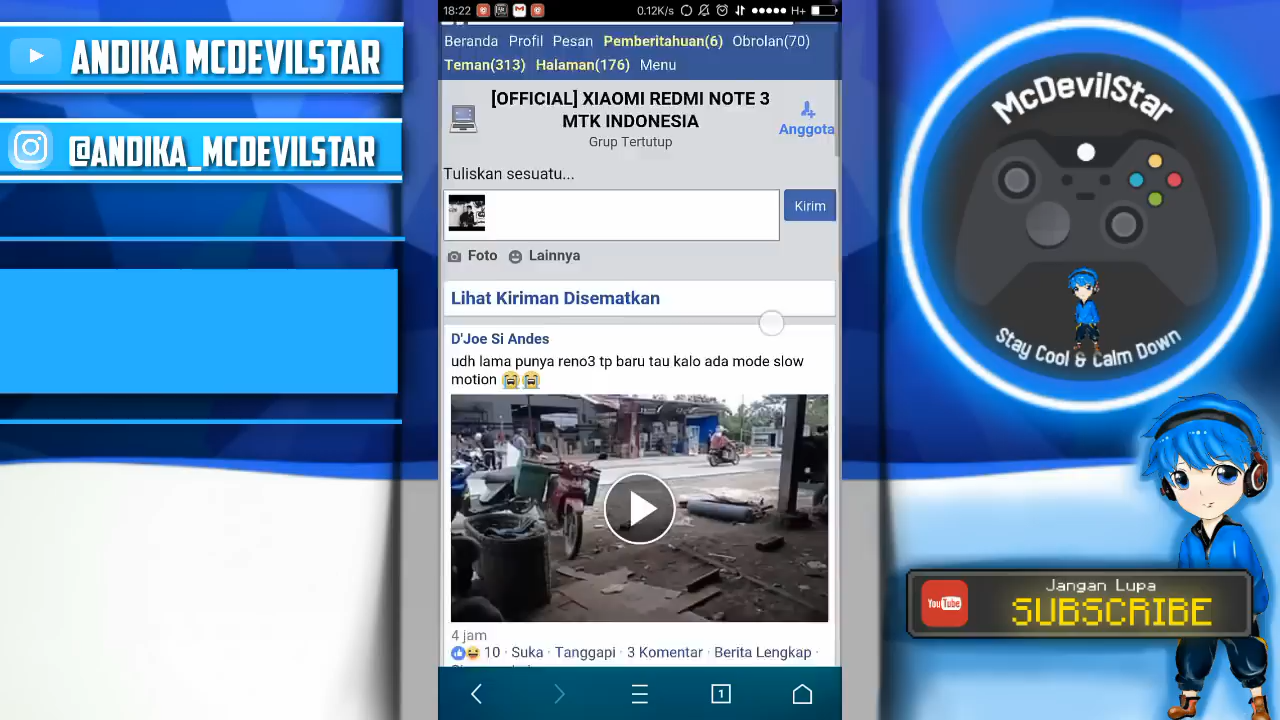 ANDIKA MCDEVILSTAR
@ANDIKA_MCDEVILSTAR
18:22
0.12K/s
H+
Beranda Profil Pesan Pemberitahuan(6) Obrolan(70)
Teman(313) Halaman(176) Menu
[OFFICIAL] XIAOMI REDMI NOTE 3
MTK INDONESIA
Grup Tertutup
Anggota
Tuliskan sesuatu...
Kirim
Foto Lainnya
Lihat Kiriman Disematkan
D'Joe Si Andes
udh lama punya reno3 tp baru tau kalo ada mode slow
motion 😭😭
4 jam
10 · Suka · Tanggapi · 3 Komentar · Berita Lengkap ·
1
McDevilStar
Stay Cool & Calm Down
Jangan Lupa
YouTube
SUBSCRIBE